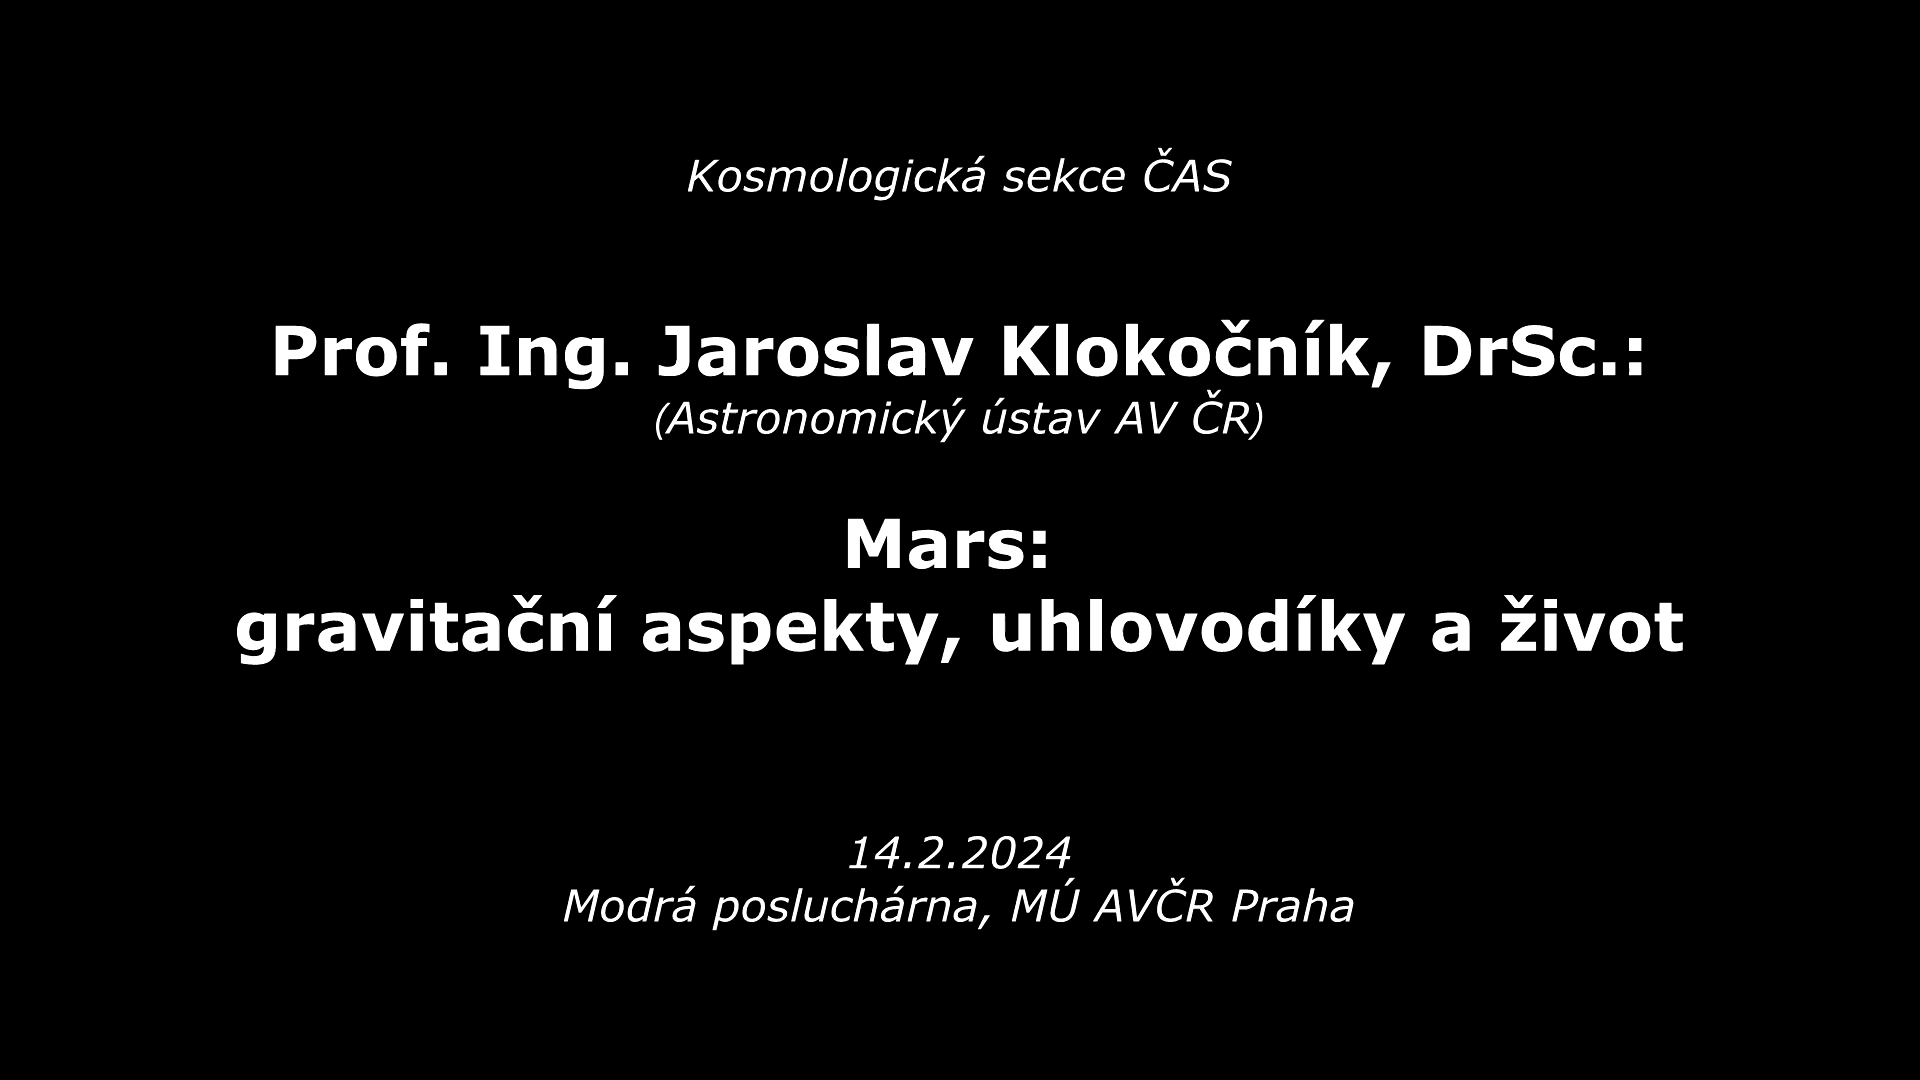 Kosmologická sekce ČAS
Prof. Ing. Jaroslav Klokočník, DrSc.:
(Astronomický ústav AV ČR)
Mars:
gravitační aspekty, uhlovodíky a život
14.2.2024
Modrá posluchárna, MÚ AVČR Praha